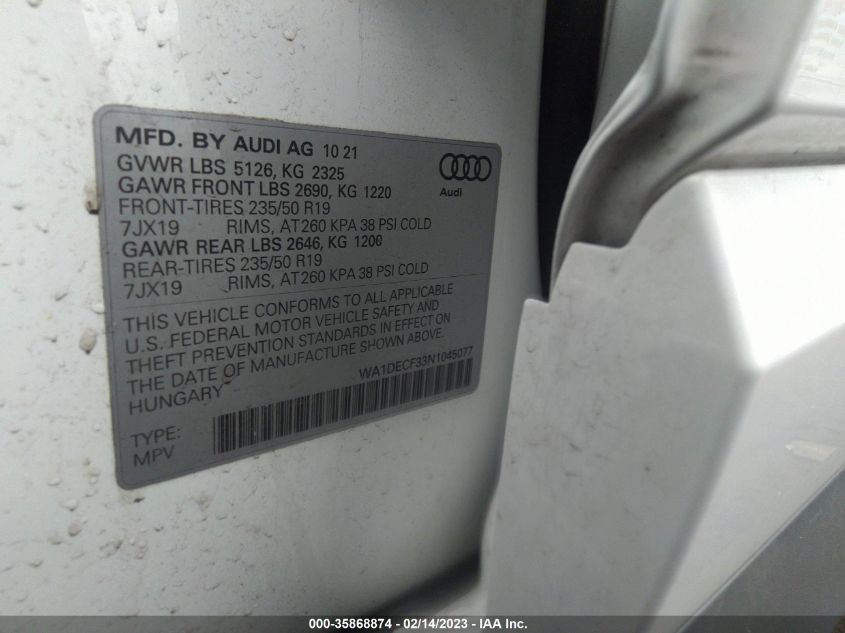 MFD. BY AUDI AG 10 21
GVWR LBS 5126, KG 2325
GAWR FRONT LBS 2690, KG 1220
FRONT-TIRES 235/50 R19
7JX19 RIMS, AT260 KPA 38 PSI COLD
GAWR REAR LBS 2646, KG 1200
REAR-TIRES 235/50 R19
7JX19 RIMS, AT260 KPA 38 PSI COLD
Audi
THIS VEHICLE CONFORMS TO ALL APPLICABLE
U.S. FEDERAL MOTOR VEHICLE SAFETY AND
THEFT PREVENTION STANDARDS IN EFFECT ON
THE DATE OF MANUFACTURE SHOWN ABOVE.
HUNGARY WA1DECF33N1045077
TYPE:
MPV
000-35868874 - 02/14/2023 - IAA Inc.